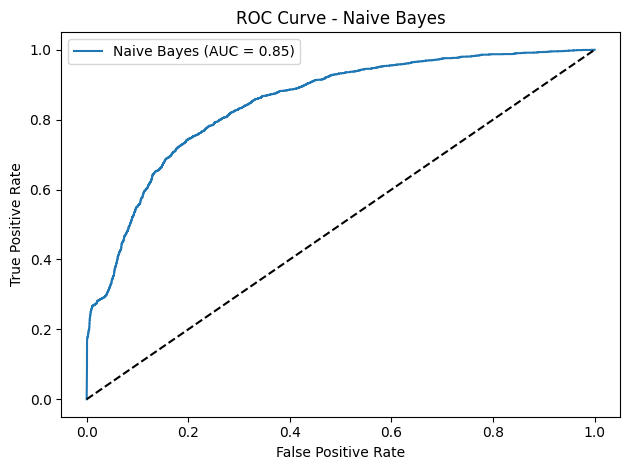 ROC Curve - Naive Bayes
Naive Bayes (AUC = 0.85)
True Positive Rate
1.0
0.8
0.6
0.4
0.2
0.0
0.0 0.2 0.4 0.6 0.8 1.0
False Positive Rate